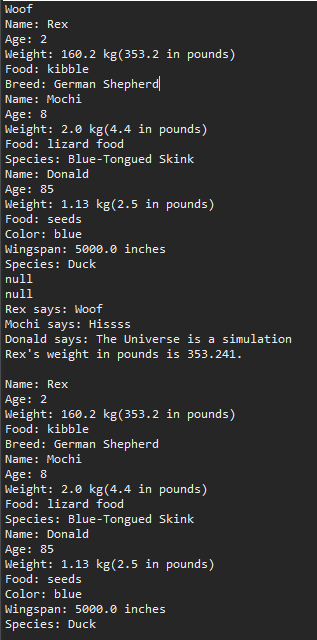 Woof
Name: Rex
Age: 2
Weight: 160.2 kg(353.2 in pounds)
Food: kibble
Breed: German Shepherd
Name: Mochi
Age: 8
Weight: 2.0 kg(4.4 in pounds)
Food: lizard food
Species: Blue-Tongued Skink
Name: Donald
Age: 85
Weight: 1.13 kg(2.5 in pounds)
Food: seeds
Color: blue
Wingspan: 5000.0 inches
Species: Duck
null
null
Rex says: Woof
Mochi says: Hissss
Donald says: The Universe is a simulation
Rex's weight in pounds is 353.241.

Name: Rex
Age: 2
Weight: 160.2 kg(353.2 in pounds)
Food: kibble
Breed: German Shepherd
Name: Mochi
Age: 8
Weight: 2.0 kg(4.4 in pounds)
Food: lizard food
Species: Blue-Tongued Skink
Name: Donald
Age: 85
Weight: 1.13 kg(2.5 in pounds)
Food: seeds
Color: blue
Wingspan: 5000.0 inches
Species: Duck